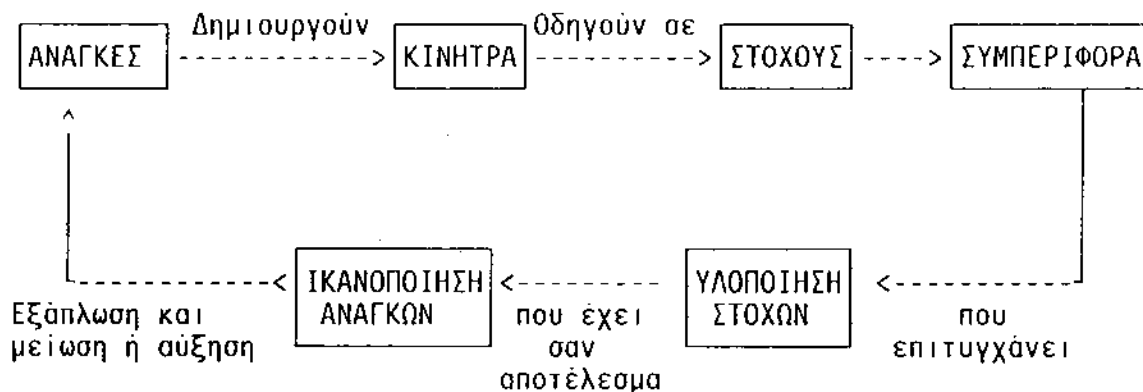 Δημιουργούν Οδηγούν σε
ΑΝΑΓΚΕΣ ΚΙΝΗΤΡΑ ΣΤΟΧΟΥΣ ΣΥΜΠΕΡΙΦΟΡΑ
ΙΚΑΝΟΠΟΙΗΣΗ ΥΛΟΠΟΙΗΣΗ
ΑΝΑΓΚΩΝ ΣΤΟΧΩΝ
Εξάπλωση και που έχει που
μείωση ή αύξηση σαν επιτυγχάνει
αποτέλεσμα